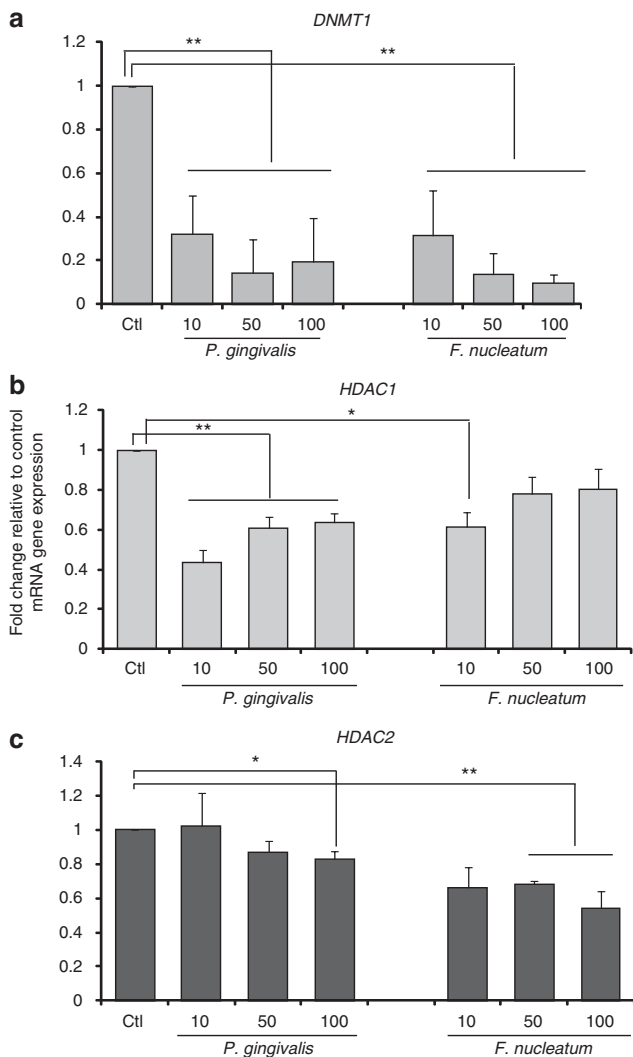 a
DNMT1
1.2
1
0.8
0.6
0.4
0.2
0
**
**
Ctl 10 50 100 10 50 100
P. gingivalis F. nucleatum
b
HDAC1
Fold change relative to control
mRNA gene expression
1.2
1
0.8
0.6
0.4
0.2
0
*
**
Ctl 10 50 100 10 50 100
P. gingivalis F. nucleatum
c
HDAC2
1.4
1.2
1
0.8
0.6
0.4
0.2
0
*
**
Ctl 10 50 100 10 50 100
P. gingivalis F. nucleatum